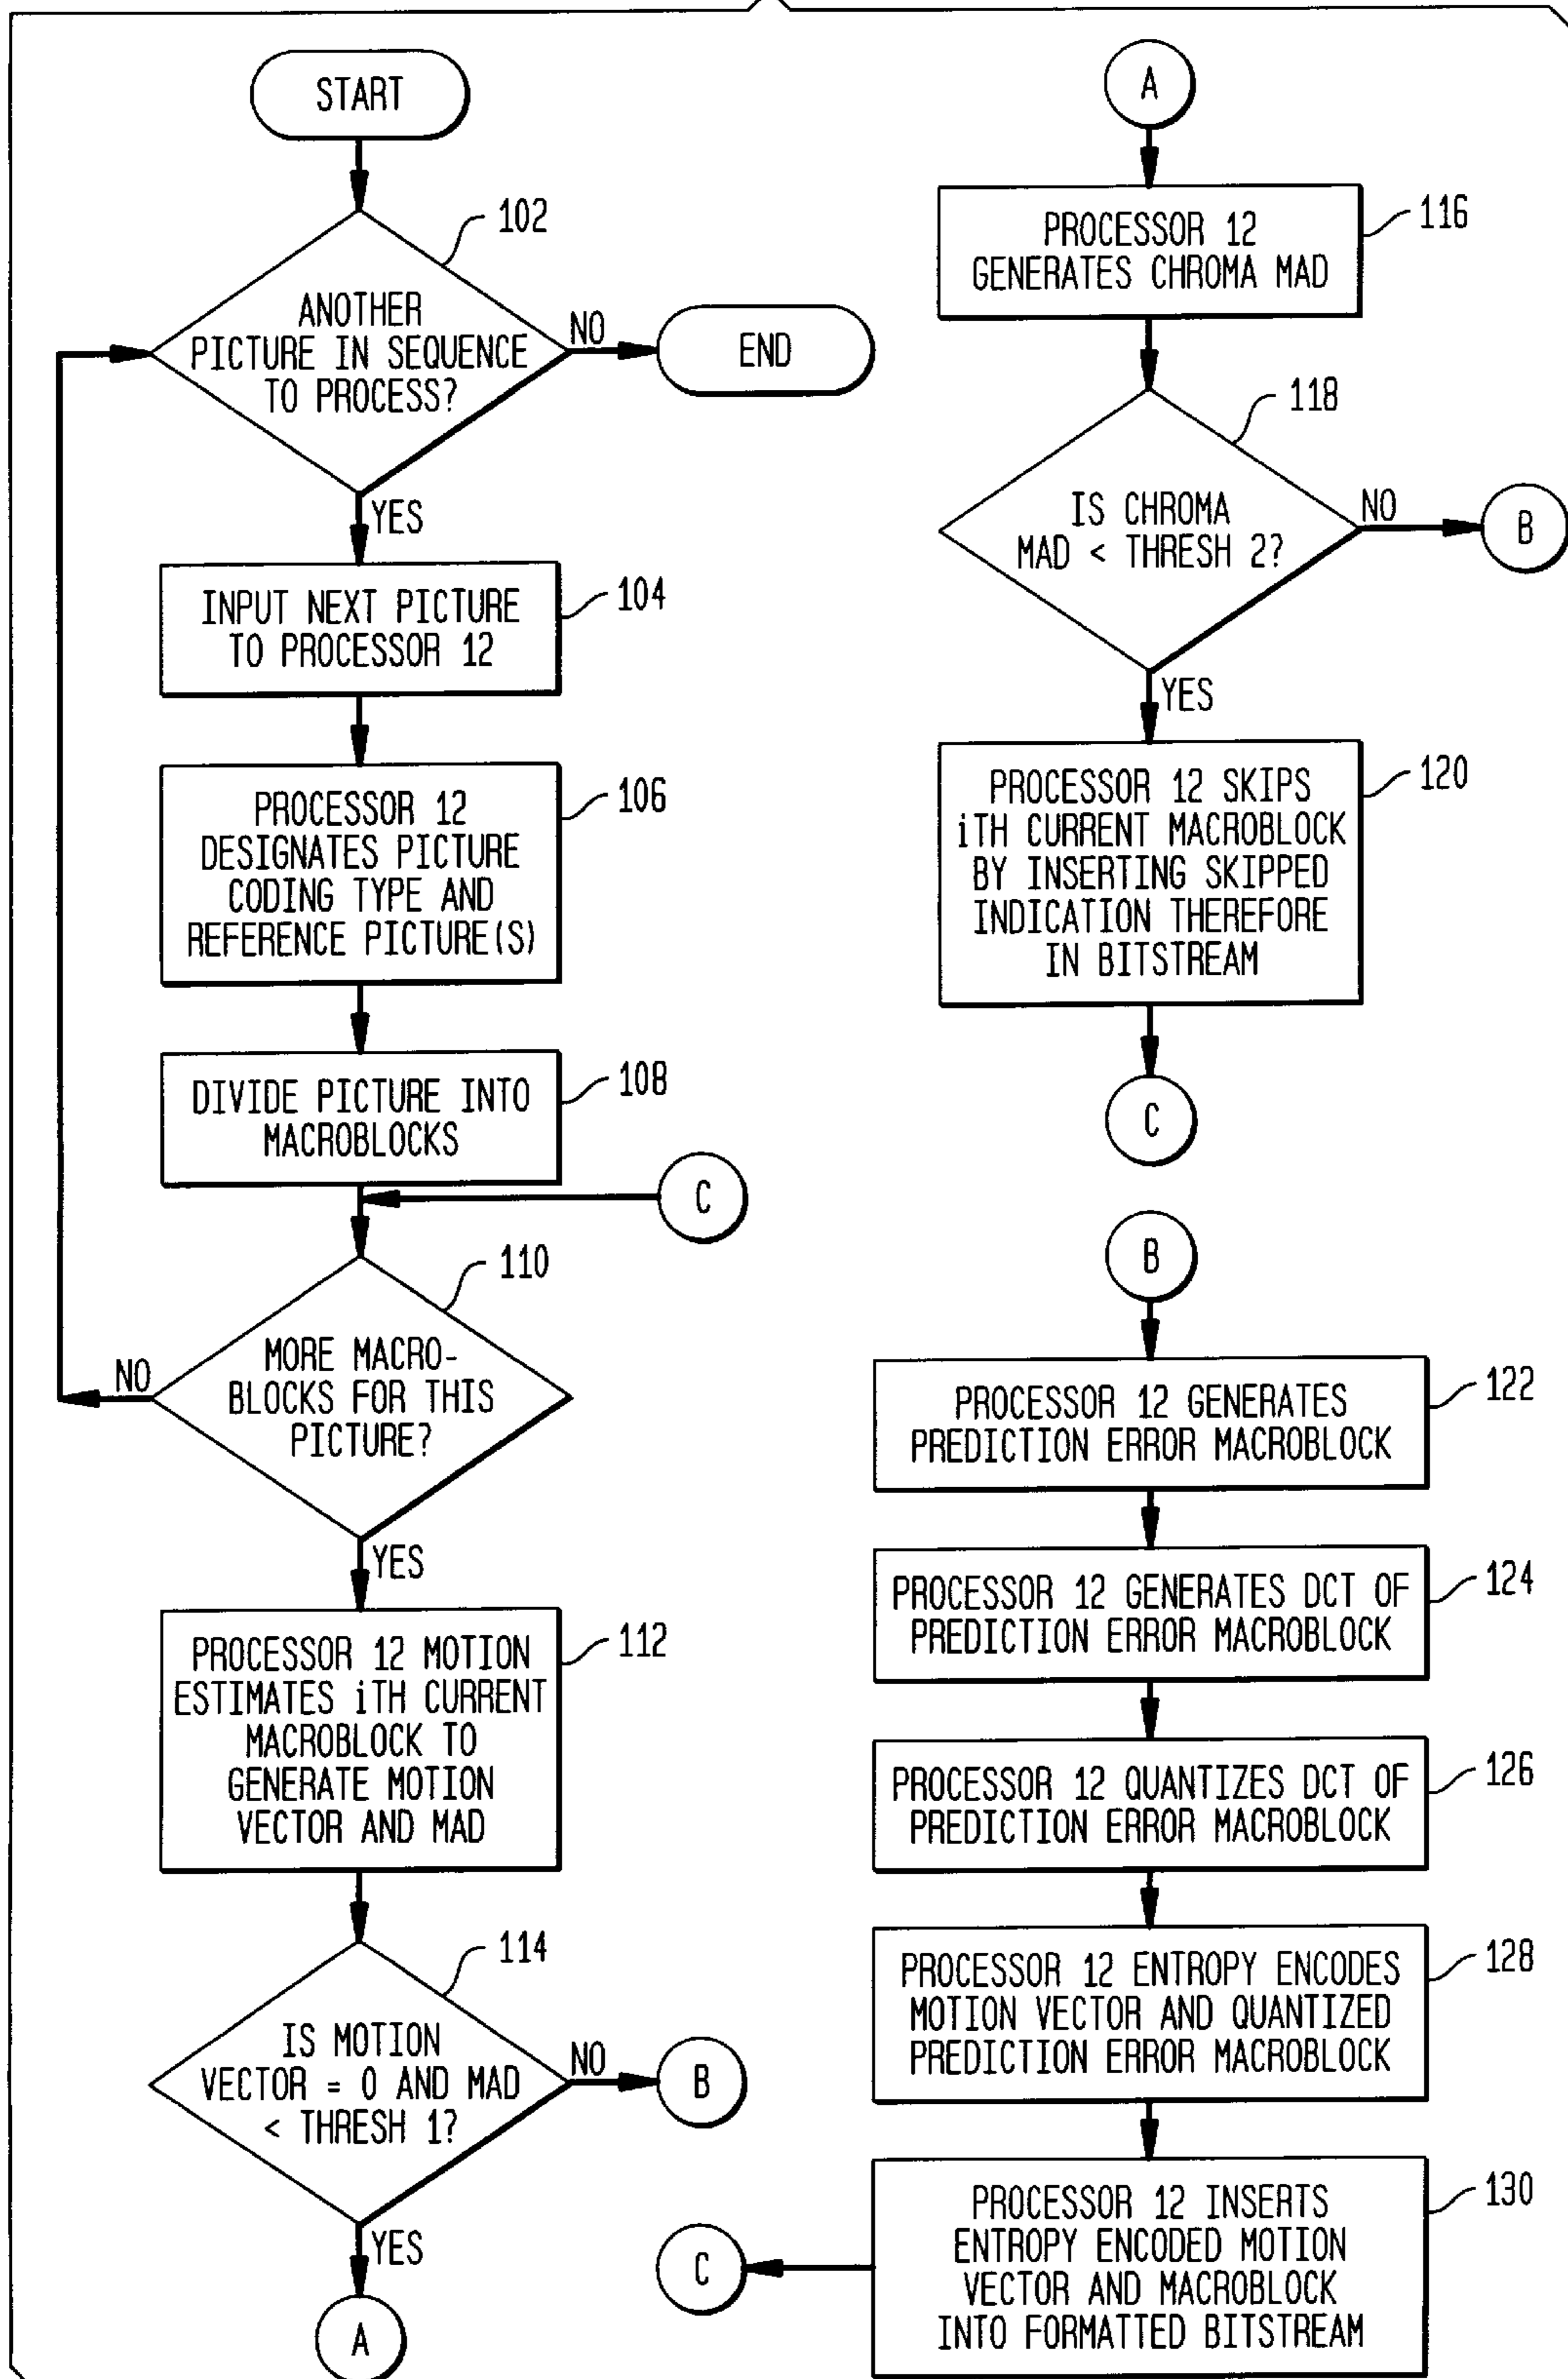 START
102
ANOTHER
PICTURE IN SEQUENCE
TO PROCESS?
NO
END
YES
INPUT NEXT PICTURE
TO PROCESSOR 12
104
PROCESSOR 12
DESIGNATES PICTURE
CODING TYPE AND
REFERENCE PICTURE(S)
106
DIVIDE PICTURE INTO
MACROBLOCKS
108
C
110
MORE MACRO-
BLOCKS FOR THIS
PICTURE?
NO
YES
PROCESSOR 12 MOTION
ESTIMATES iTH CURRENT
MACROBLOCK TO
GENERATE MOTION
VECTOR AND MAD
112
114
IS MOTION
VECTOR = 0 AND MAD
< THRESH 1?
NO
B
YES
A
A
PROCESSOR 12
GENERATES CHROMA MAD
116
118
IS CHROMA
MAD < THRESH 2?
NO
B
YES
PROCESSOR 12 SKIPS
iTH CURRENT MACROBLOCK
BY INSERTING SKIPPED
INDICATION THEREFORE
IN BITSTREAM
120
C
B
PROCESSOR 12 GENERATES
PREDICTION ERROR MACROBLOCK
122
PROCESSOR 12 GENERATES DCT OF
PREDICTION ERROR MACROBLOCK
124
PROCESSOR 12 QUANTIZES DCT OF
PREDICTION ERROR MACROBLOCK
126
PROCESSOR 12 ENTROPY ENCODES
MOTION VECTOR AND QUANTIZED
PREDICTION ERROR MACROBLOCK
128
PROCESSOR 12 INSERTS
ENTROPY ENCODED MOTION
VECTOR AND MACROBLOCK
INTO FORMATTED BITSTREAM
130
C